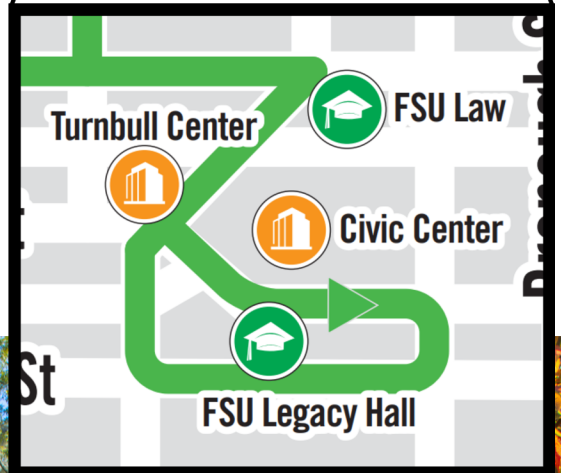 FSU Law
Turnbull Center
Civic Center
St
FSU Legacy Hall